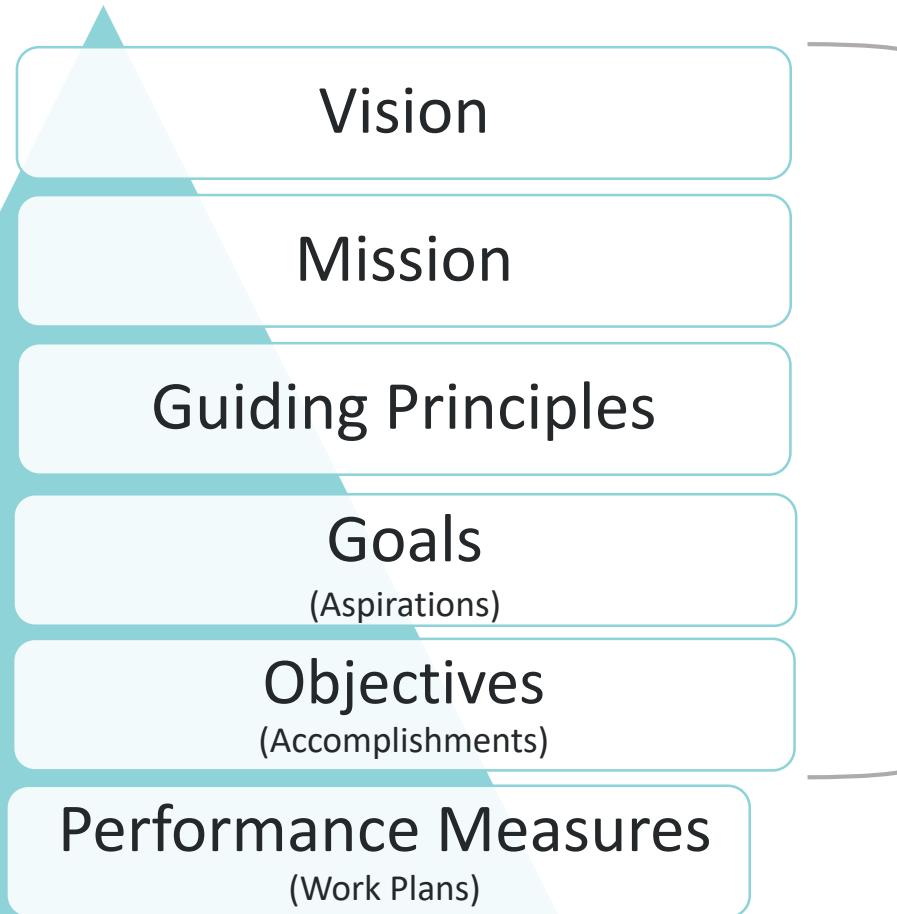 Vision
Mission
Guiding Principles
Goals
(Aspirations)
Objectives
(Accomplishments)
Performance Measures
(Work Plans)